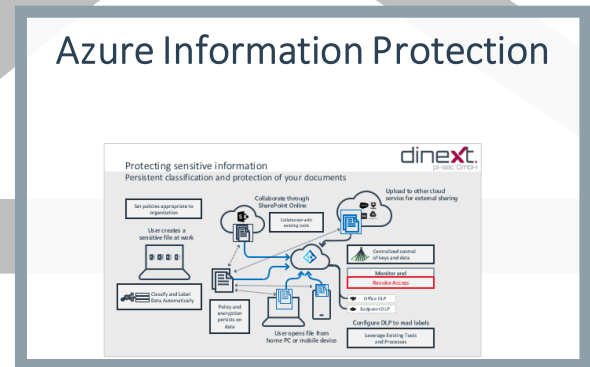 Azure Information Protection
dinext.
pi-sec GmbH
Protecting sensitive information
Persistent classification and protection of your documents
Set policies appropriate to
organisation
User creates a
sensitive file at work
Classify and Label
Data Automatically
Collaborate through
SharePoint Online
Collaborate with
existing tools
Policy and
encryption
persists on
data
User opens file from
home PC or mobile device
Upload to other cloud
service for external sharing
Centralized control
of keys and data
Monitor and
Revoke Access
Office DLP
Endpoint DLP
Configure DLP to read labels
Leverage Existing Tools
and Processes